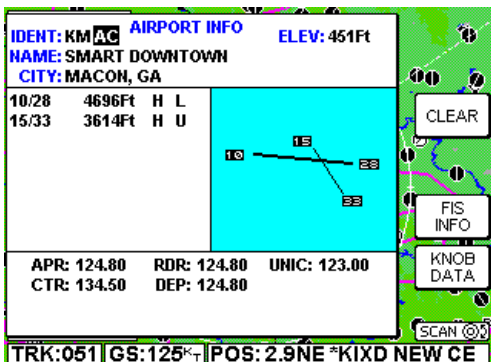 AIRPORT INFO
IDENT: KMAC ELEV: 451Ft
NAME: SMART DOWNTOWN
CITY: MACON, GA
10/28 4696Ft H L
15/33 3614Ft H U
15
10
28
33
CLEAR
FIS
INFO
KNOB
DATA
APR: 124.80 RDR: 124.80 UNIC: 123.00
CTR: 134.50 DEP: 124.80
SCAN
TRK:051 GS:125KT POS: 2.9NE *KIXD NEW CE